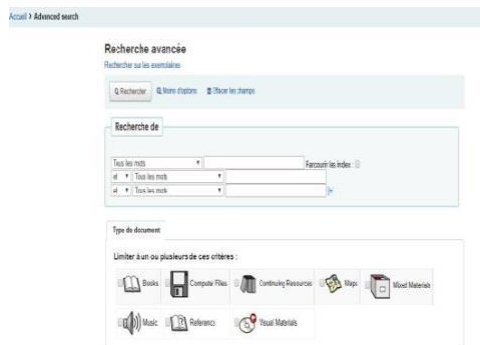 Accueil › Advanced search
Recherche avancée
Rechercher sur les exemplaires
Rechercher Moins d'options Effacer les champs
Recherche de
Tous les mots Parcourir les index :
et Tous les mots
et Tous les mots [+]
Type de document
Limiter à un ou plusieurs de ces critères :
Books Computer Files Continuing Resources Maps Mixed Materials
Music Reference Visual Materials